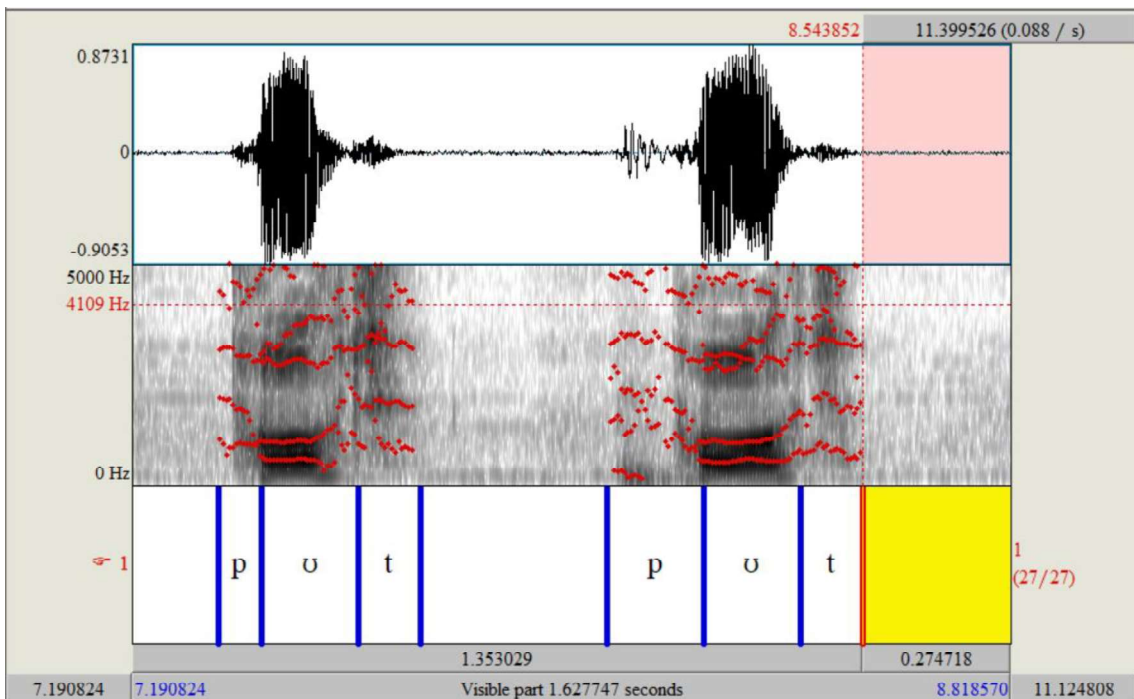 8.543852 11.399526 (0.088 / s)
0.8731
0
-0.9053
5000 Hz
4109 Hz
0 Hz
☞ 1 p ʊ t p ʊ t 1
(27/27)
1.353029 0.274718
7.190824 7.190824 Visible part 1.627747 seconds 8.818570 11.124808